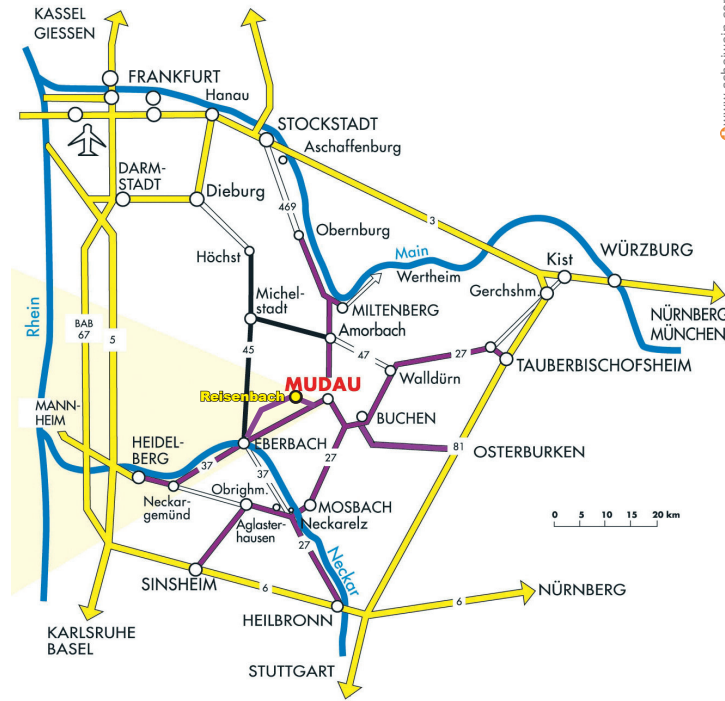 KASSEL
GIESSEN
FRANKFURT
Hanau
STOCKSTADT
Aschaffenburg
DARM-
STADT
Dieburg
469
Obernburg
3
Höchst
Main
Wertheim
Kist
WÜRZBURG
Gerchshm.
Michel-
stadt
MILTENBERG
NÜRNBERG
MÜNCHEN
Rhein
BAB
67
5
Amorbach
45
47
27
Walldürn
TAUBERBISCHOFSHEIM
MUDAU
Reisenbach
MANN-
HEIM
BUCHEN
HEIDEL-
BERG
EBERBACH
81
OSTERBURKEN
37
37
27
Neckar-
gemünd
Obrighm.
MOSBACH
Neckarelz
Aglaster-
hausen
27
0 5 10 15 20 km
Neckar
SINSHEIM
6
6
NÜRNBERG
HEILBRONN
KARLSRUHE
BASEL
STUTTGART